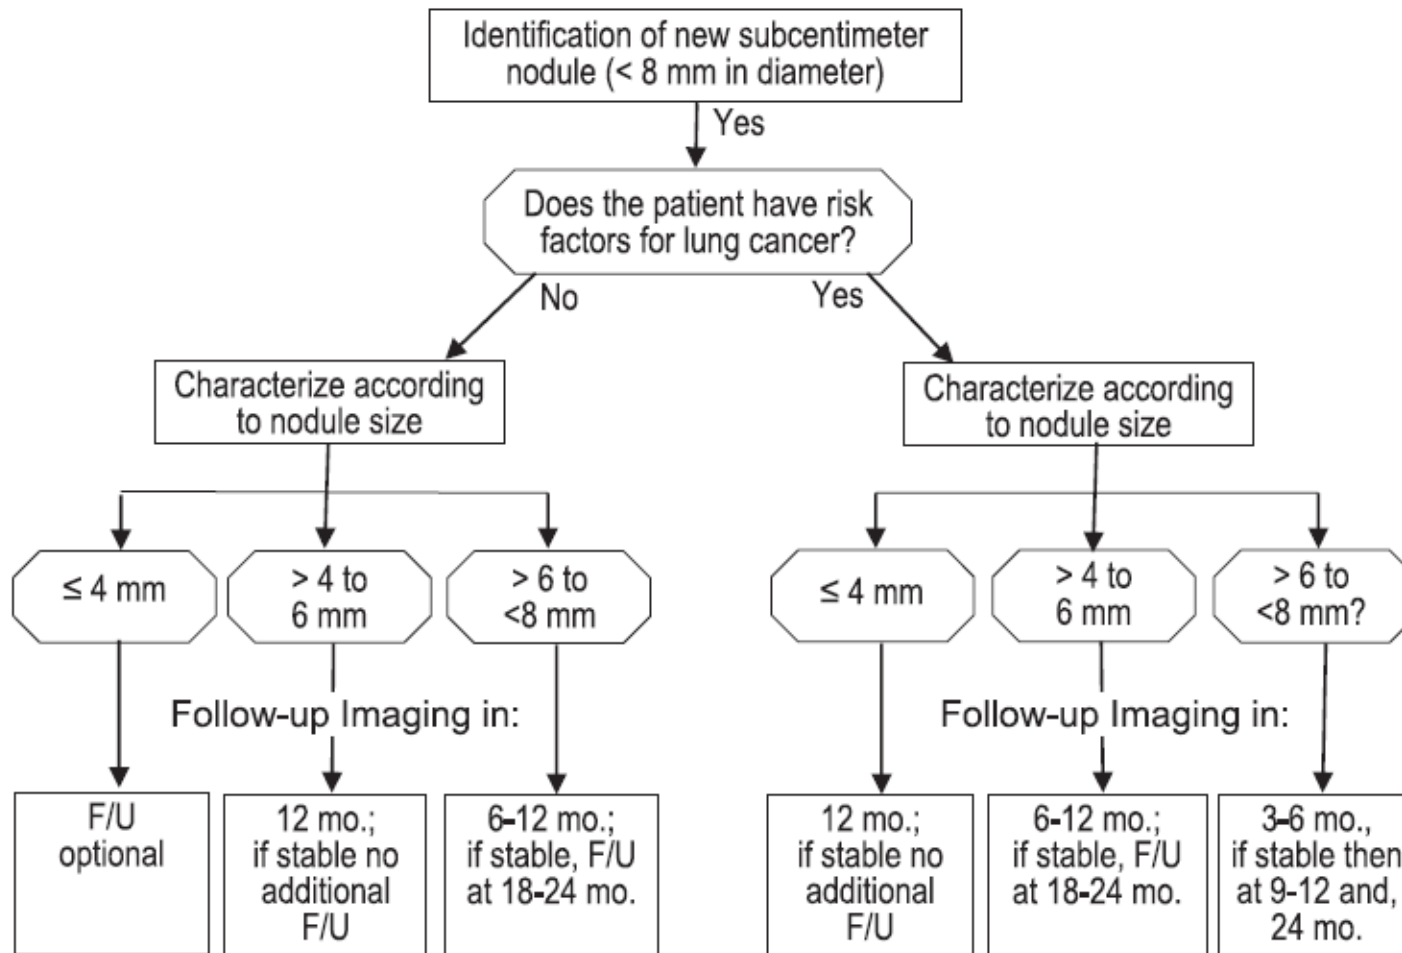 Identification of new subcentimeter
nodule (< 8 mm in diameter)
Yes
Does the patient have risk
factors for lung cancer?
No
Yes
Characterize according
to nodule size
Characterize according
to nodule size
≤ 4 mm
> 4 to
6 mm
> 6 to
<8 mm
≤ 4 mm
> 4 to
6 mm
> 6 to
<8 mm?
Follow-up Imaging in:
Follow-up Imaging in:
F/U
optional
12 mo.;
if stable no
additional
F/U
6-12 mo.;
if stable, F/U
at 18-24 mo.
12 mo.;
if stable no
additional
F/U
6-12 mo.;
if stable, F/U
at 18-24 mo.
3-6 mo.,
if stable then
at 9-12 and,
24 mo.